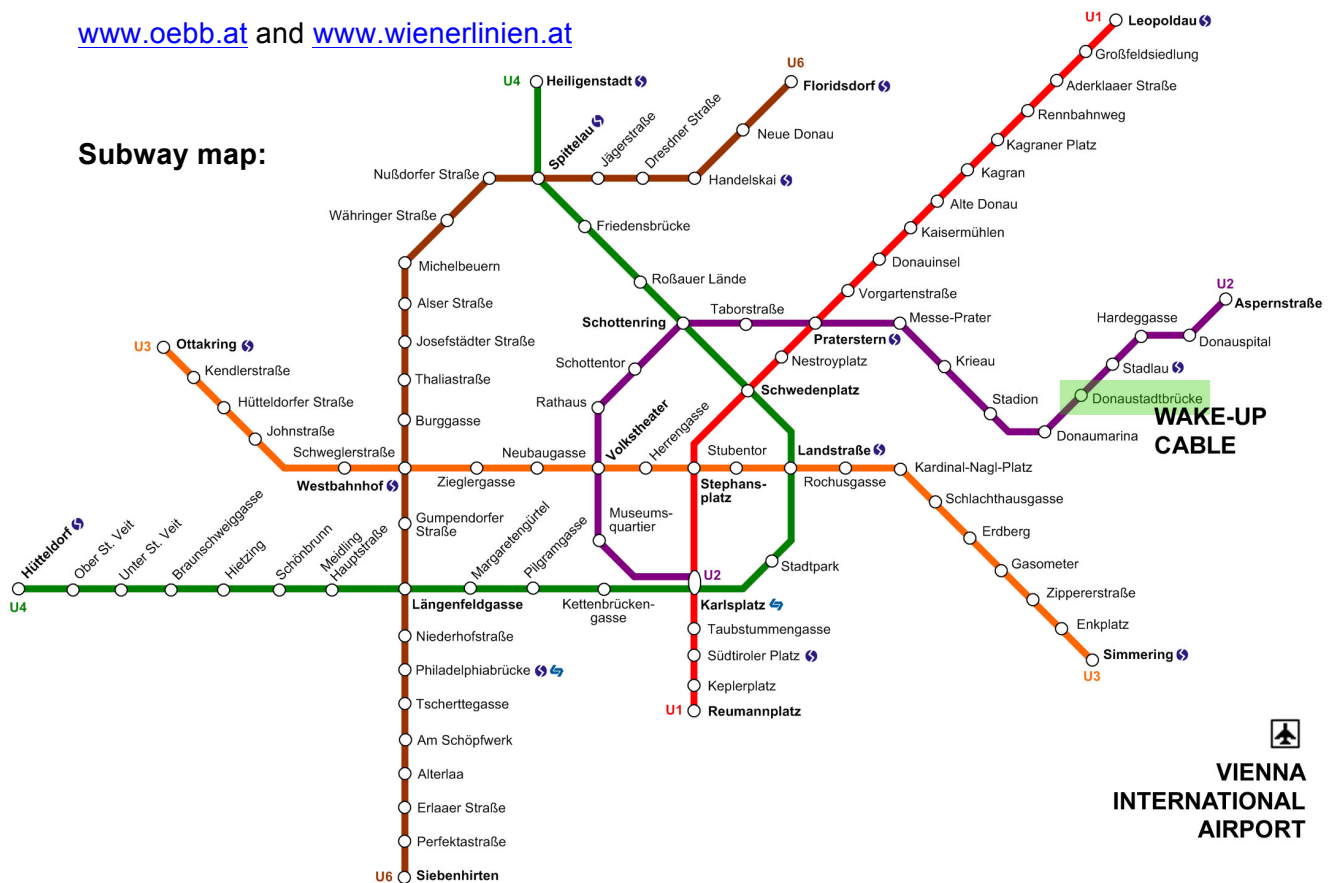 www.oebb.at and www.wienerlinien.at
Subway map:
U1
Leopoldau
Großfeldsiedlung
Aderklaaer Straße
Rennbahnweg
Kagraner Platz
Kagran
Alte Donau
Kaisermühlen
Donauinsel
Vorgartenstraße
Praterstern
Nestroyplatz
Schwedenplatz
Stephans-
platz
Karlsplatz
Taubstummengasse
Südtiroler Platz
Keplerplatz
U1
Reumannplatz
U4
Heiligenstadt
Spittelau
Friedensbrücke
Roßauer Lände
Schottenring
Landstraße
Stadtpark
Kettenbrücken-
gasse
Pilgramgasse
Margaretengürtel
Längenfeldgasse
Meidling
Hauptstraße
Schönbrunn
Hietzing
Braunschweiggasse
Unter St. Veit
Ober St. Veit
Hütteldorf
U4
U6
Floridsdorf
Neue Donau
Handelskai
Dresdner Straße
Jägerstraße
Nußdorfer Straße
Währinger Straße
Michelbeuern
Alser Straße
Josefstädter Straße
Thaliastraße
Burggasse
Westbahnhof
Gumpendorfer
Straße
Niederhofstraße
Philadelphiabrücke
Tscherttegasse
Am Schöpfwerk
Alterlaa
Erlaaer Straße
Perfektastraße
U6
Siebenhirten
U3
Ottakring
Kendlerstraße
Hütteldorfer Straße
Johnstraße
Schweglerstraße
Zieglergasse
Neubaugasse
Volkstheater
Herrengasse
Stubentor
Rochusgasse
Kardinal-Nagl-Platz
Schlachthausgasse
Erdberg
Gasometer
Zippererstraße
Enkplatz
Simmering
U3
U2
Aspernstraße
Donauspital
Hardeggasse
Stadlau
Donaustadtbrücke
WAKE-UP
CABLE
Donaumarina
Stadion
Krieau
Messe-Prater
Taborstraße
Schottentor
Rathaus
Museums-
quartier
U2
VIENNA
INTERNATIONAL
AIRPORT